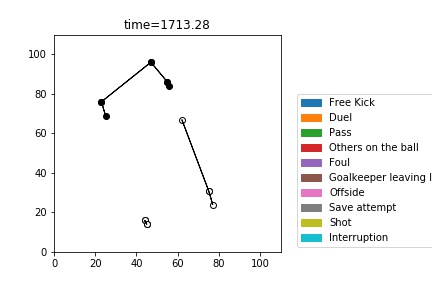 time=1713.28
100
80
60
40
20
0
0 20 40 60 80 100
Free Kick
Duel
Pass
Others on the ball
Foul
Goalkeeper leaving l
Offside
Save attempt
Shot
Interruption